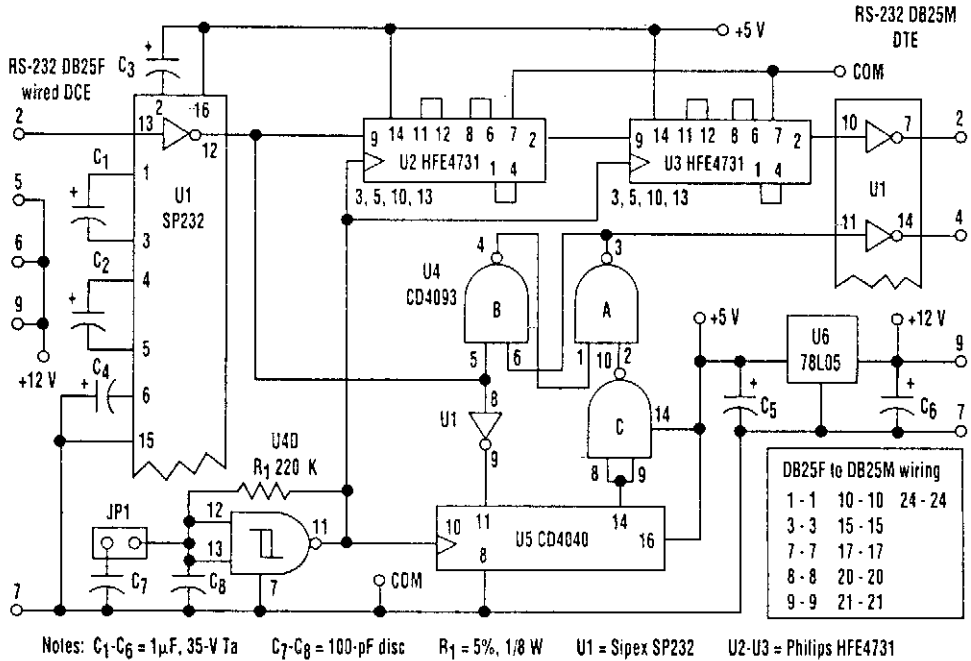 RS-232 DB25M
DTE
RS-232 DB25F
wired DCE
+5 V
COM
C3
+
2
16
2
13
12
C1
+
1
U1
SP232
3
5
6
C2
+
4
9
5
+12 V
C4
+
6
15
9
14
11
12
8
6
7
2
U2 HFE4731
1
4
3, 5, 10, 13
9
14
11
12
8
6
7
2
U3 HFE4731
1
4
3, 5, 10, 13
10
7
2
U1
11
14
4
4
U4
CD4093
B
5
6
3
A
1
10
2
C
14
8
9
8
U1
9
+5 V
U6
78L05
+12 V
9
+
C5
+
C6
7
U4D
R1 220 K
12
13
11
7
JP1
C7
C8
7
COM
10
11
14
U5 CD4040
16
8
DB25F to DB25M wiring
1 - 1 10 - 10 24 - 24
3 - 3 15 - 15
7 - 7 17 - 17
8 - 8 20 - 20
9 - 9 21 - 21
Notes: C1-C6 = 1µF, 35-V Ta C7-C8 = 100-pF disc R1 = 5%, 1/8 W U1 = Sipex SP232 U2-U3 = Philips HFE4731